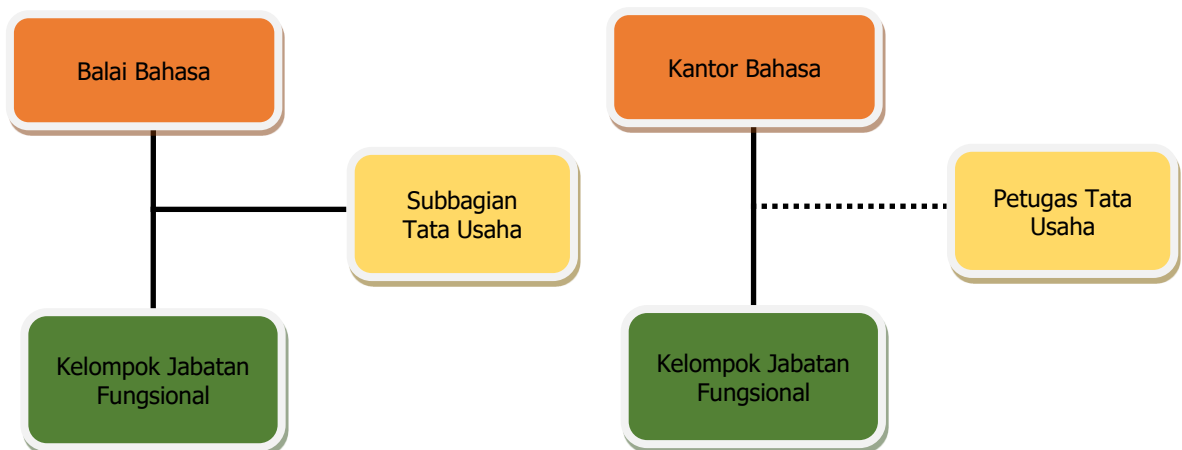 Balai Bahasa
Subbagian
Tata Usaha
Kelompok Jabatan
Fungsional
Kantor Bahasa
Petugas Tata
Usaha
Kelompok Jabatan
Fungsional